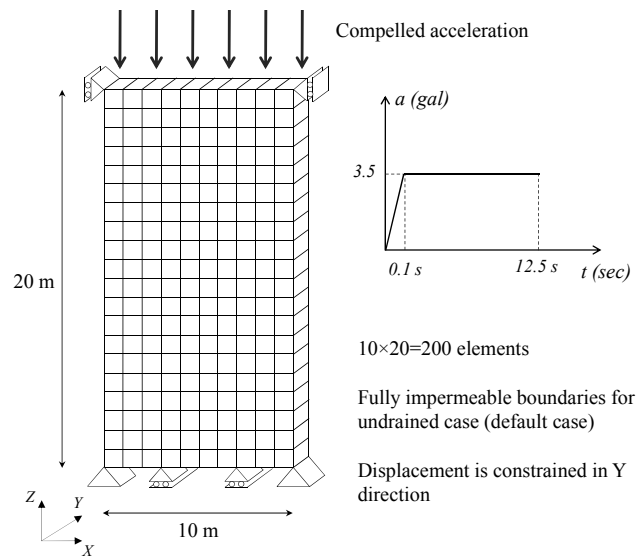 Compelled acceleration
a (gal)
3.5
0.1 s
12.5 s
t (sec)
20 m
10×20=200 elements
Fully impermeable boundaries for
undrained case (default case)
Displacement is constrained in Y
direction
Z
Y
X
10 m